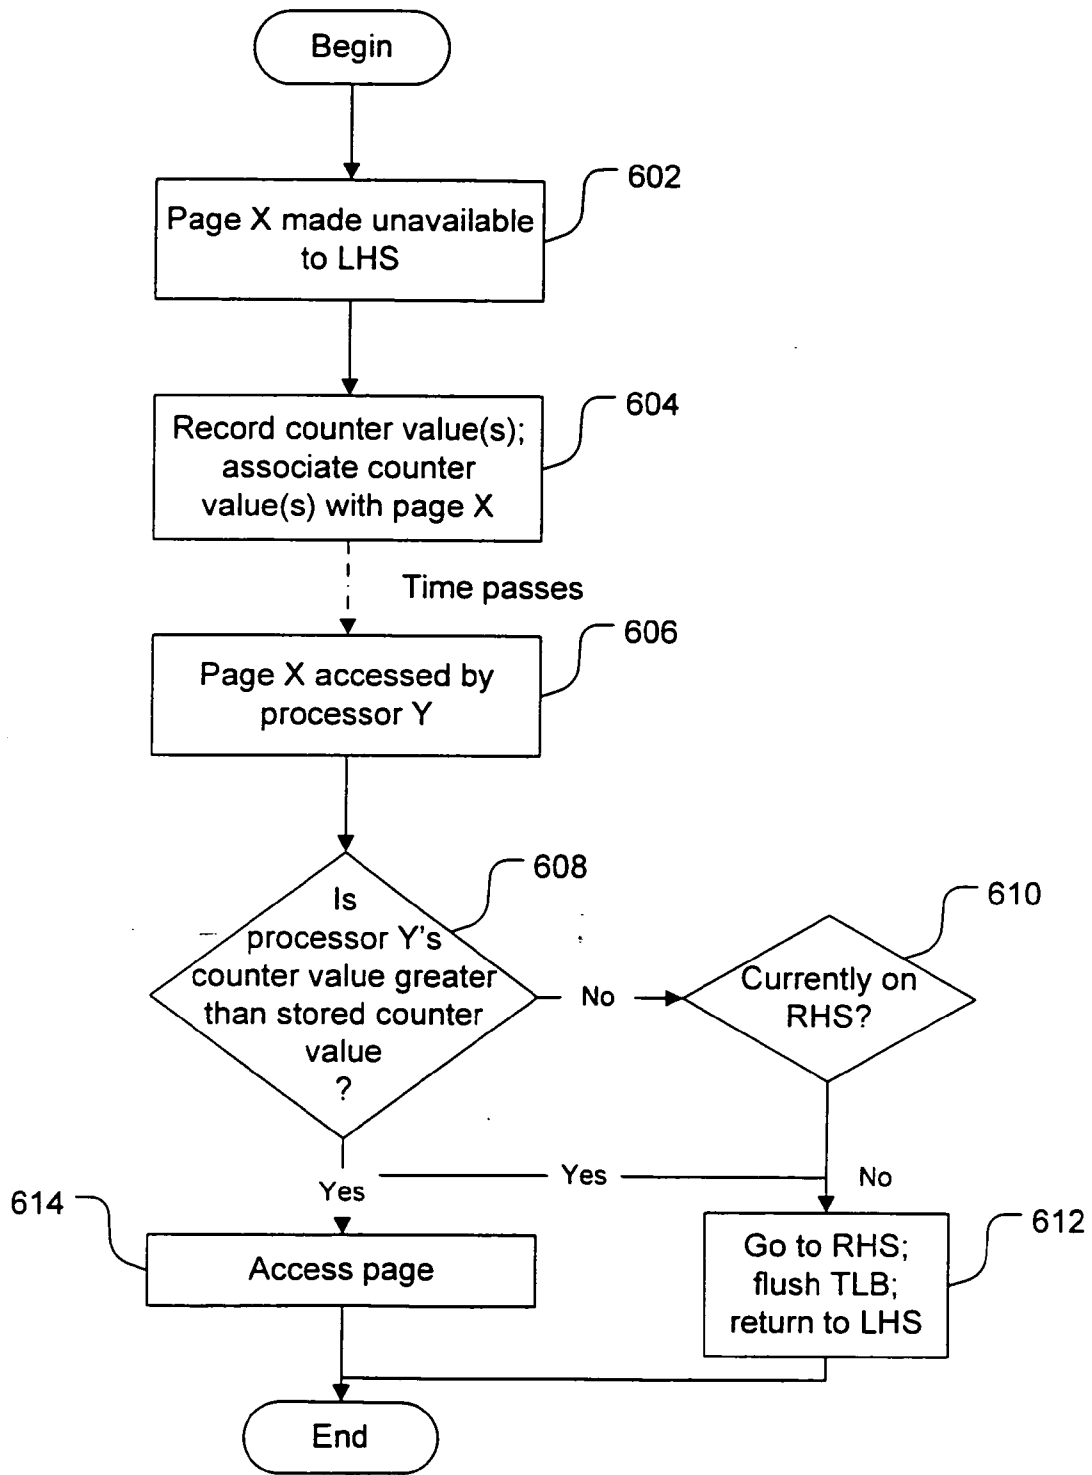 Begin
602
Page X made unavailable
to LHS
604
Record counter value(s);
associate counter
value(s) with page X
Time passes
606
Page X accessed by
processor Y
608
Is
processor Y's
counter value greater
than stored counter
value
?
No
610
Currently on
RHS?
Yes
Yes
No
614
Access page
612
Go to RHS;
flush TLB;
return to LHS
End